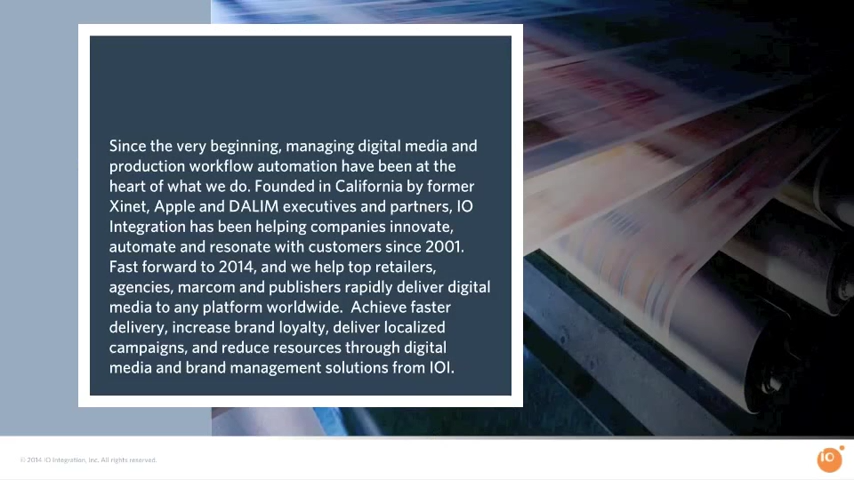 Since the very beginning, managing digital media and
production workflow automation have been at the
heart of what we do. Founded in California by former
Xinet, Apple and DALIM executives and partners, IO
Integration has been helping companies innovate,
automate and resonate with customers since 2001.
Fast forward to 2014, and we help top retailers,
agencies, marcom and publishers rapidly deliver digital
media to any platform worldwide.  Achieve faster
delivery, increase brand loyalty, deliver localized
campaigns, and reduce resources through digital
media and brand management solutions from IOI.
© 2014 IO Integration, Inc. All rights reserved.
iO